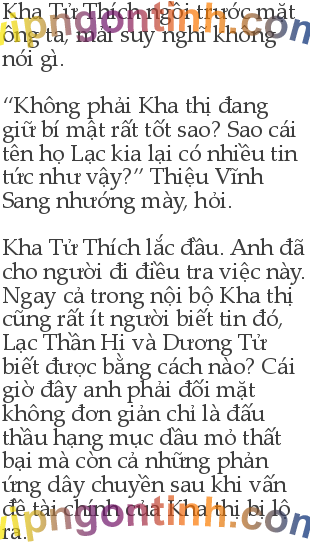 Kha Tử Thích ngồi trước mặt
ông ta, mải suy nghĩ không
nói gì.
“Không phải Kha thị đang
giữ bí mật rất tốt sao? Sao cái
tên họ Lạc kia lại có nhiều tin
tức như vậy?” Thiệu Vĩnh
Sang nhướng mày, hỏi.
Kha Tử Thích lắc đầu. Anh đã
cho người đi điều tra việc này.
Ngay cả trong nội bộ Kha thị
cũng rất ít người biết tin đó,
Lạc Thần Hi và Dương Tử
biết được bằng cách nào? Cái
giờ đây anh phải đối mặt
không đơn giản chỉ là đấu
thầu hạng mục dầu mỏ thất
bại mà còn cả những phản
ứng dây chuyền sau khi vấn
đề tài chính của Kha thị bị lộ
ra.
vipngontinh.com
vipngontinh.com